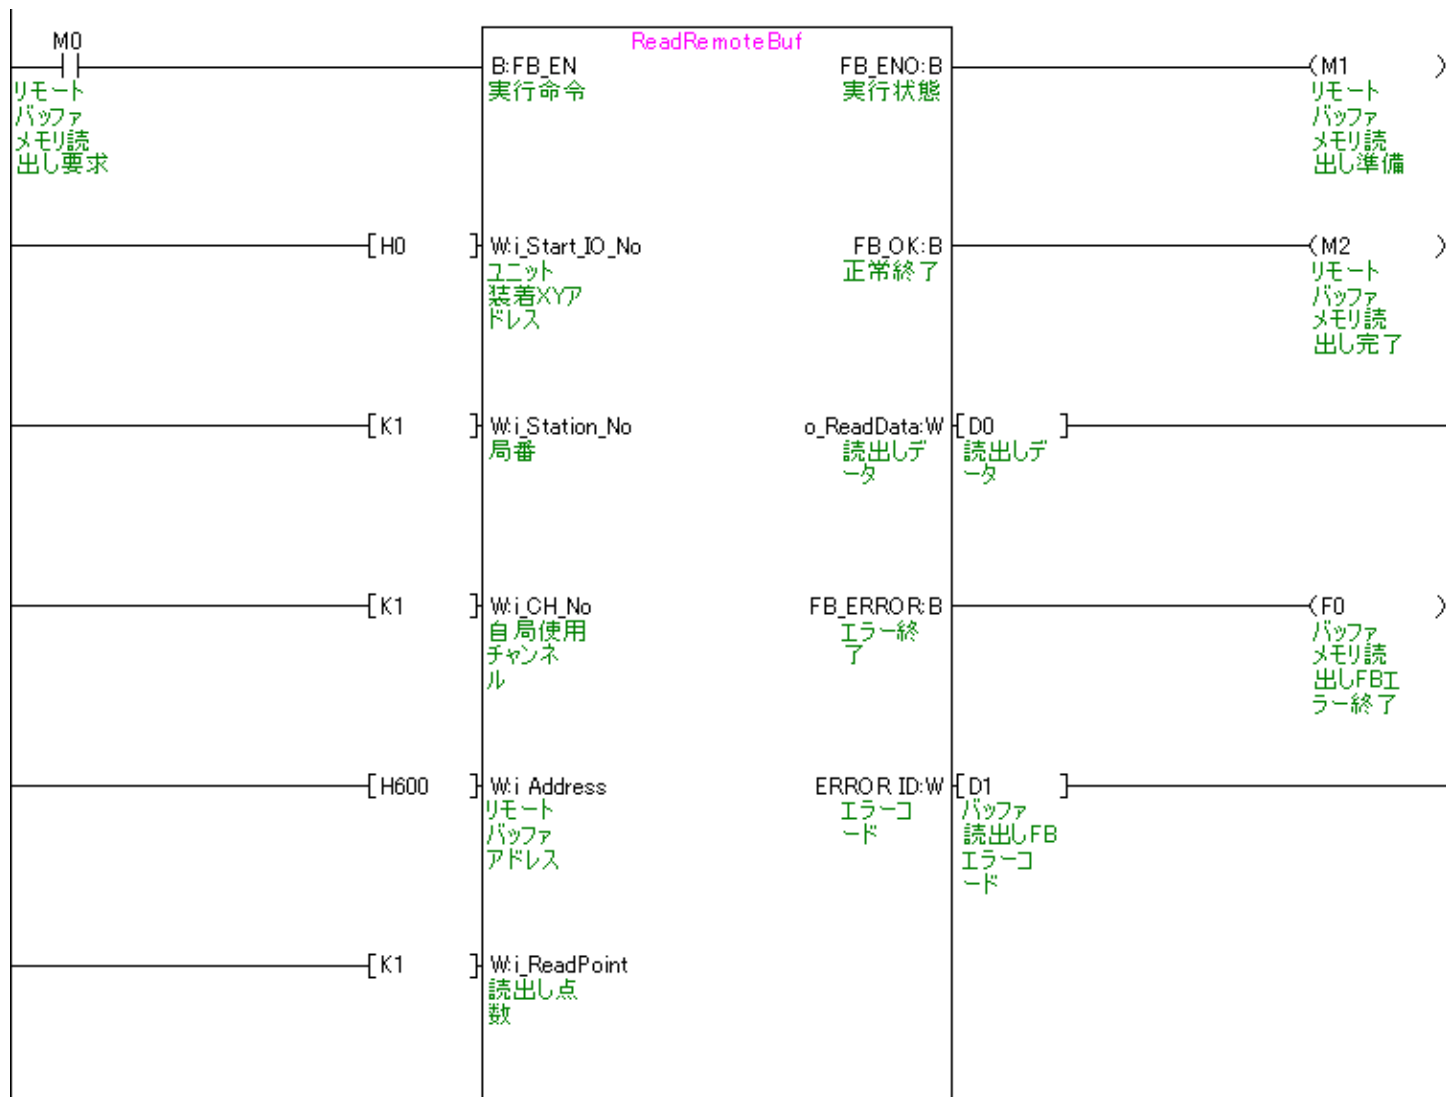 ReadRemoteBuf
M0
リモート
バッファ
メモリ読
出し要求
B:FB_EN
実行命令
FB_ENO:B
実行状態
M1
リモート
バッファ
メモリ読
出し準備
H0
W:i_Start_IO_No
ユニット
装着XYア
ドレス
FB_OK:B
正常終了
M2
リモート
バッファ
メモリ読
出し完了
K1
W:i_Station_No
局番
o_ReadData:W
読出しデ
ータ
D0
読出しデ
ータ
K1
W:i_CH_No
自局使用
チャンネ
ル
FB_ERROR:B
エラー終
了
F0
バッファ
メモリ読
出しFBエ
ラー終了
H600
W:i Address
リモート
バッファ
アドレス
ERROR ID:W
エラーコ
ード
D1
バッファ
読出しFB
エラーコ
ード
K1
W:i_ReadPoint
読出し点
数